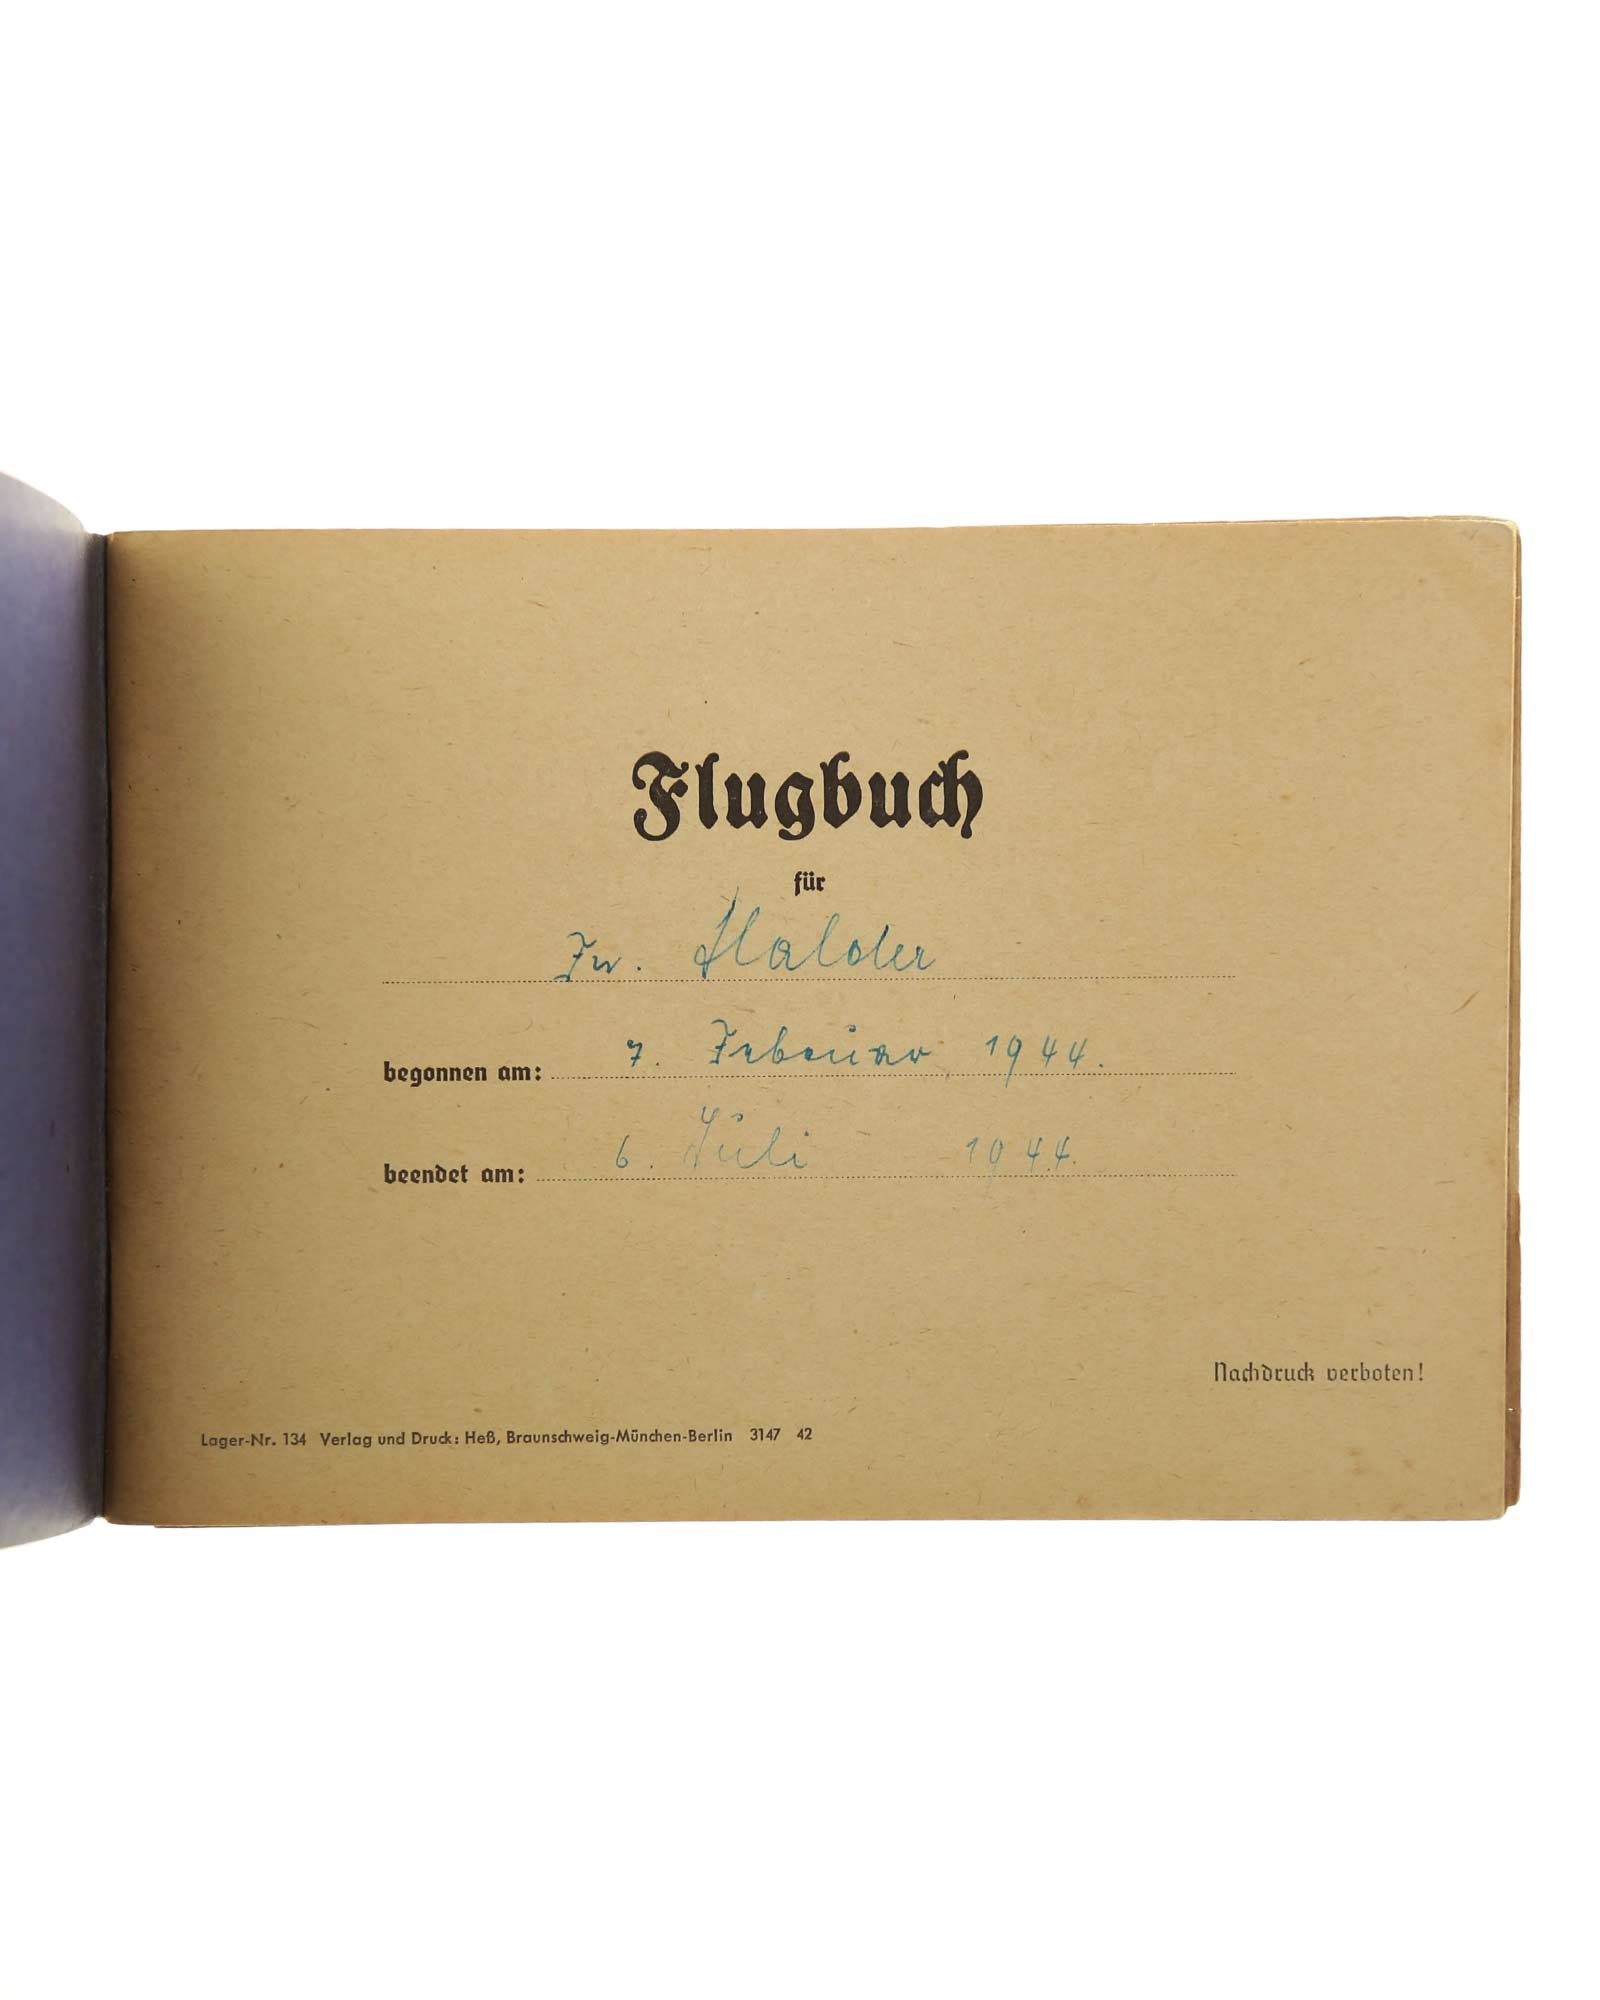 Flugbuch
für
Fw. Halder
begonnen am: 7. Februar 1944.
beendet am: 6. Juli 1944.
Nachdruck verboten!
Lager-Nr. 134 Verlag und Druck: Heß, Braunschweig-München-Berlin 3147 42